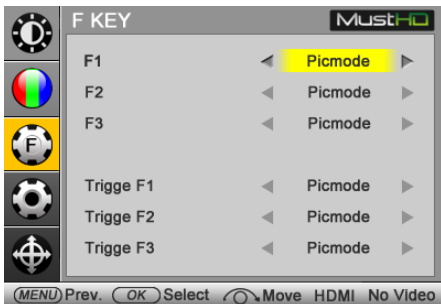 F KEY MustHD
F1 Picmode
F2 Picmode
F3 Picmode
Trigge F1 Picmode
Trigge F2 Picmode
Trigge F3 Picmode
F
MENU Prev. OK Select Move HDMI No Video